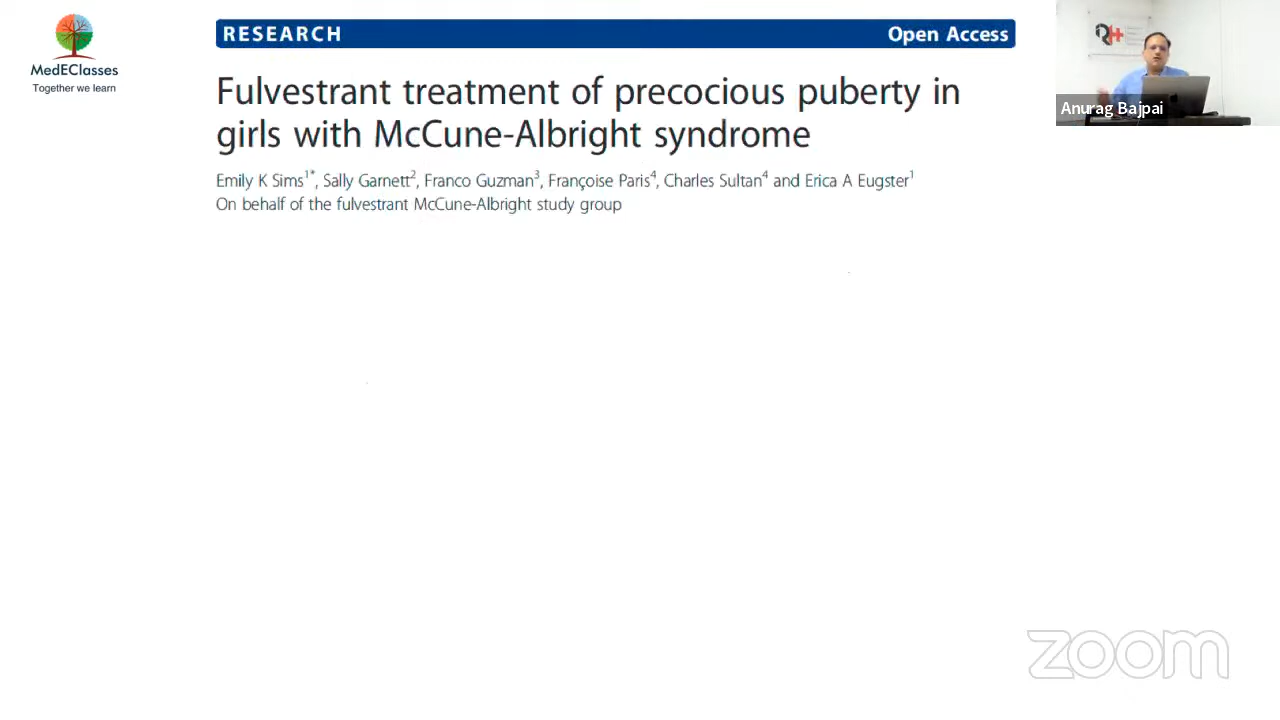 MedEClasses
Together we learn
RESEARCH Open Access
Fulvestrant treatment of precocious puberty in
girls with McCune-Albright syndrome
Emily K Sims1*, Sally Garnett2, Franco Guzman3, Françoise Paris4, Charles Sultan4 and Erica A Eugster1
On behalf of the fulvestrant McCune-Albright study group
Anurag Bajpai
zoom